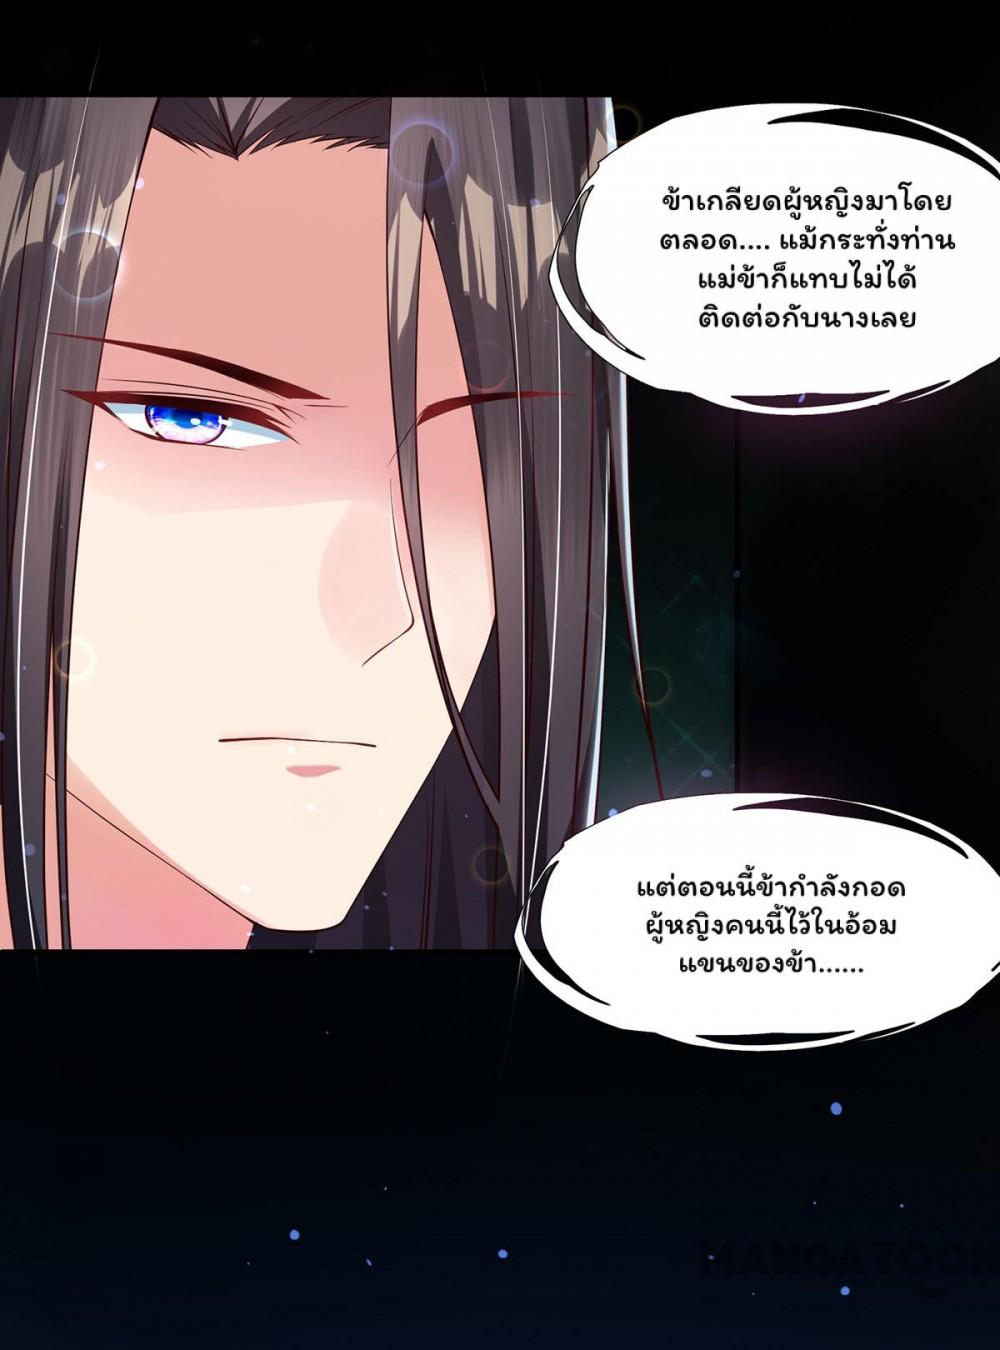 ข้าเกลียดผู้หญิงมาโดย
ตลอด.... แม้กระทั่งท่าน
แม่ข้าก็แทบไม่ได้
ติดต่อกับนางเลย
แต่ตอนนี้ข้ากำลังกอด
ผู้หญิงคนนี้ไว้ในอ้อม
แขนของข้า......
MANGATOON